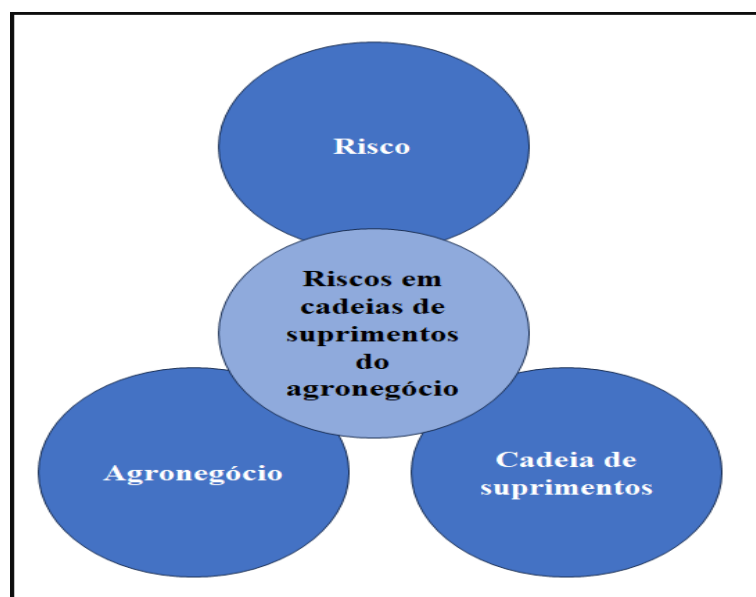 Risco
Riscos em
cadeias de
suprimentos
do
agronegócio
Agronegócio
Cadeia de
suprimentos